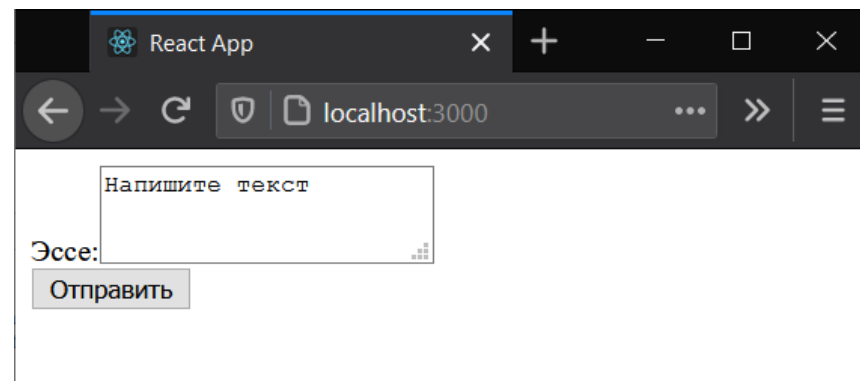 React App
localhost:3000
Напишите текст
Эссе:
Отправить